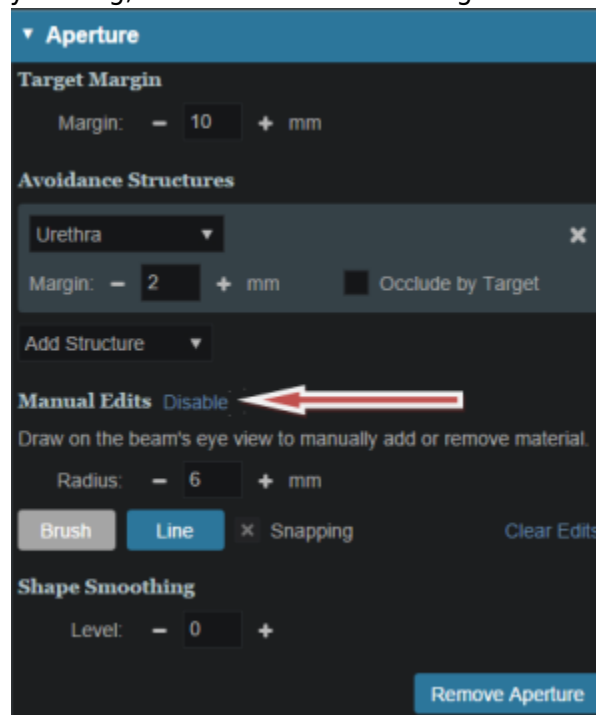 Aperture
Target Margin
Margin: − 10 + mm
Avoidance Structures
Urethra
Margin: − 2 + mm Occlude by Target
Add Structure
Manual Edits Disable
Draw on the beam's eye view to manually add or remove material.
Radius: − 6 + mm
Brush Line Snapping Clear Edits
Shape Smoothing
Level: − 0 +
Remove Aperture